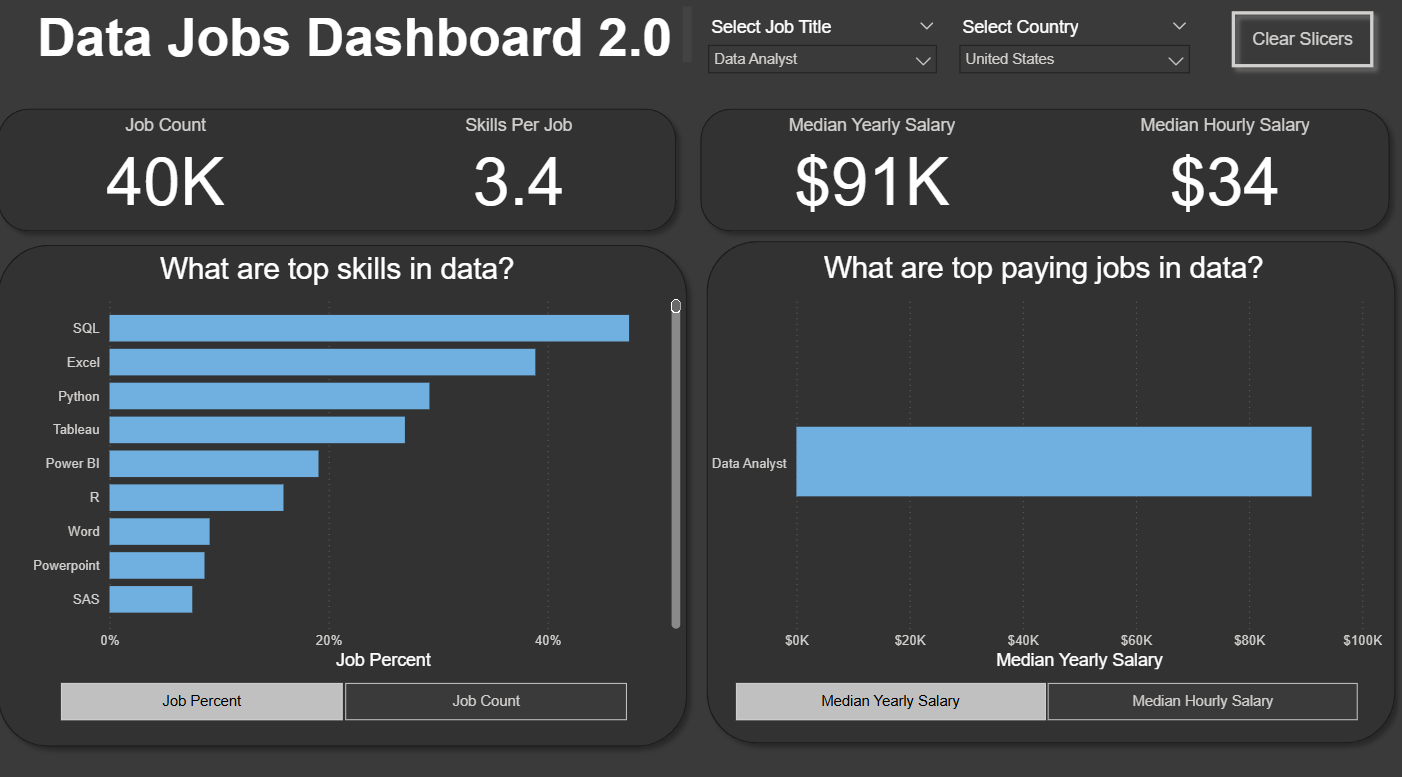 Data Jobs Dashboard 2.0
Select Job Title
Data Analyst
Select Country
United States
Clear Slicers
Job Count
40K
Skills Per Job
3.4
Median Yearly Salary
$91K
Median Hourly Salary
$34
What are top skills in data?
SQL
Excel
Python
Tableau
Power BI
R
Word
Powerpoint
SAS
0% 20% 40%
Job Percent
Job Percent
Job Count
What are top paying jobs in data?
Data Analyst
$0K $20K $40K $60K $80K $100K
Median Yearly Salary
Median Yearly Salary
Median Hourly Salary